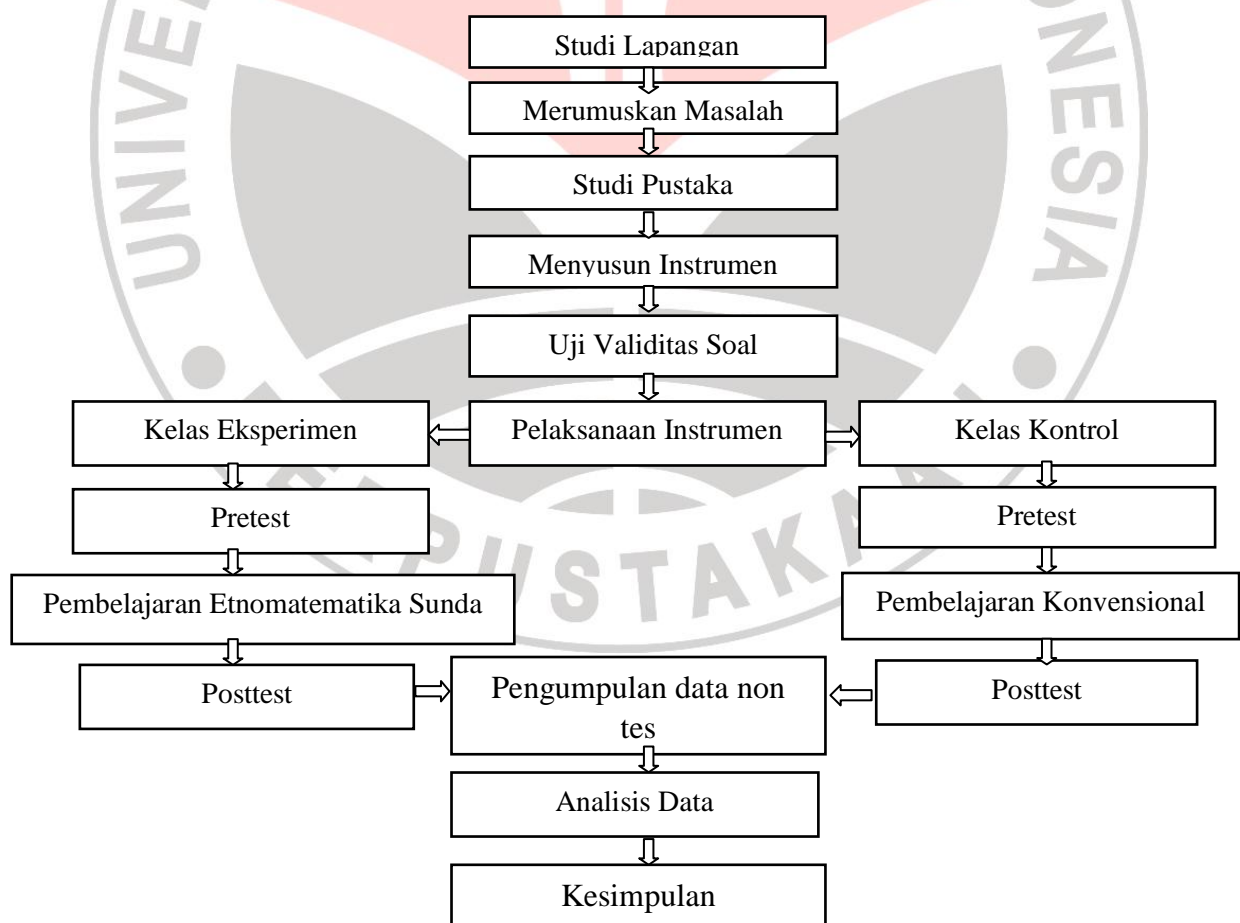 Studi Lapangan
Merumuskan Masalah
Studi Pustaka
Menyusun Instrumen
Uji Validitas Soal
Kelas Eksperimen
Pelaksanaan Instrumen
Kelas Kontrol
Pretest
Pretest
Pembelajaran Etnomatematika Sunda
Pembelajaran Konvensional
Posttest
Pengumpulan data non
tes
Posttest
Analisis Data
Kesimpulan